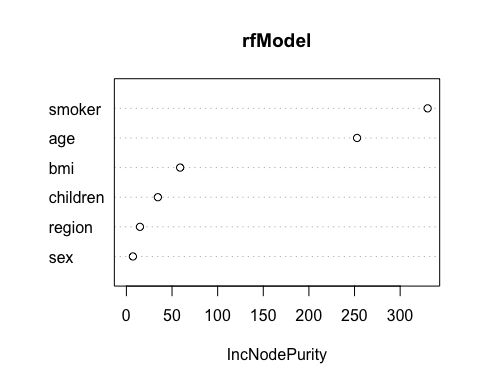 rfModel
smoker
age
bmi
children
region
sex
0 50 100 150 200 250 300
IncNodePurity